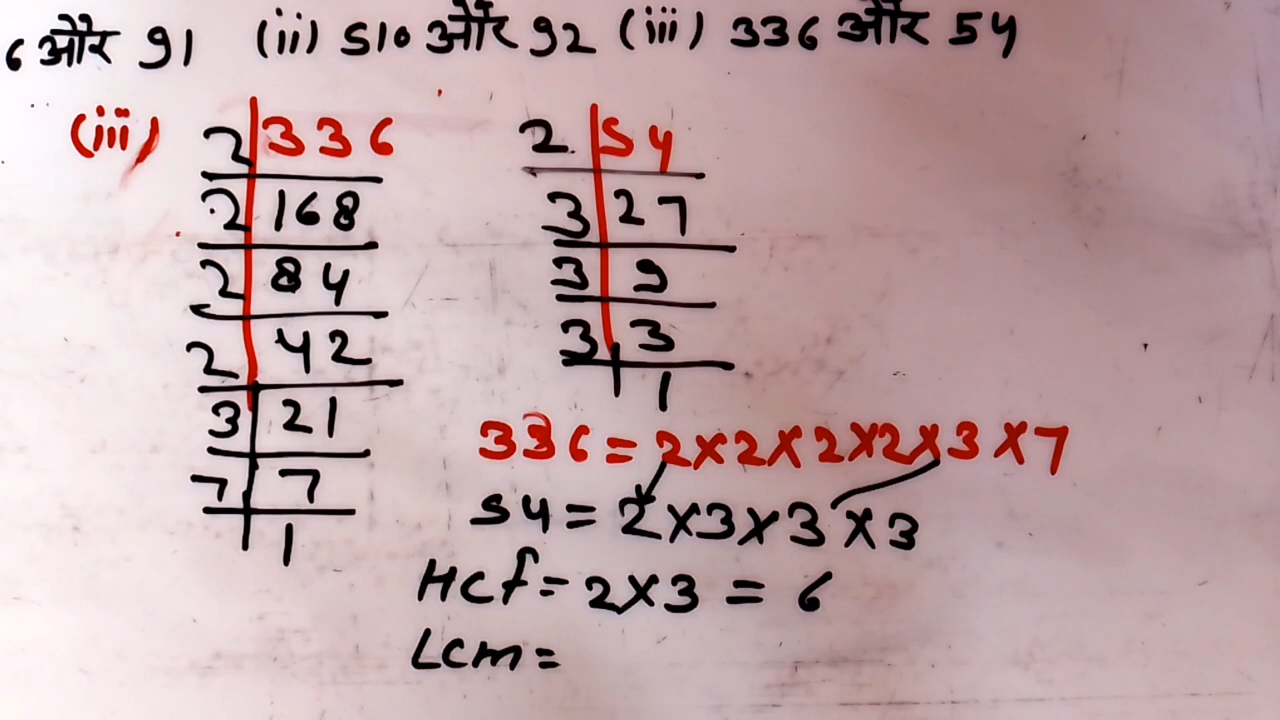 6 और 91 (ii) 510 और 92 (iii) 336 और 54
(iii) 2 336 2 54
2 168 3 27
2 84 3 9
2 42 3 3
3 21 1
336 = 2×2×2×2×3×7
7 7
54 = 2×3×3×3
1
HCf = 2×3 = 6
Lcm =